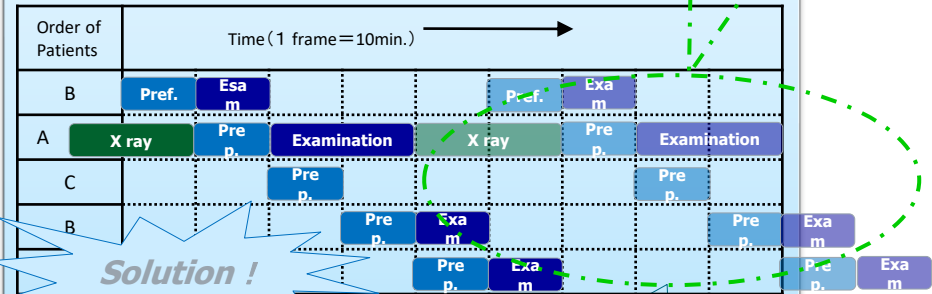 Order of
Patients
Time(1 frame=10min.)
B
Pref.
Esa
m
Pref.
Exa
m
A
X ray
Pre
p.
Examination
X ray
Pre
p.
Examination
C
Pre
p.
Pre
p.
B
Pre
p.
Exa
m
Pre
p.
Exa
m
Solution !
Pre
p.
Exa
m
Pre
p.
Exa
m